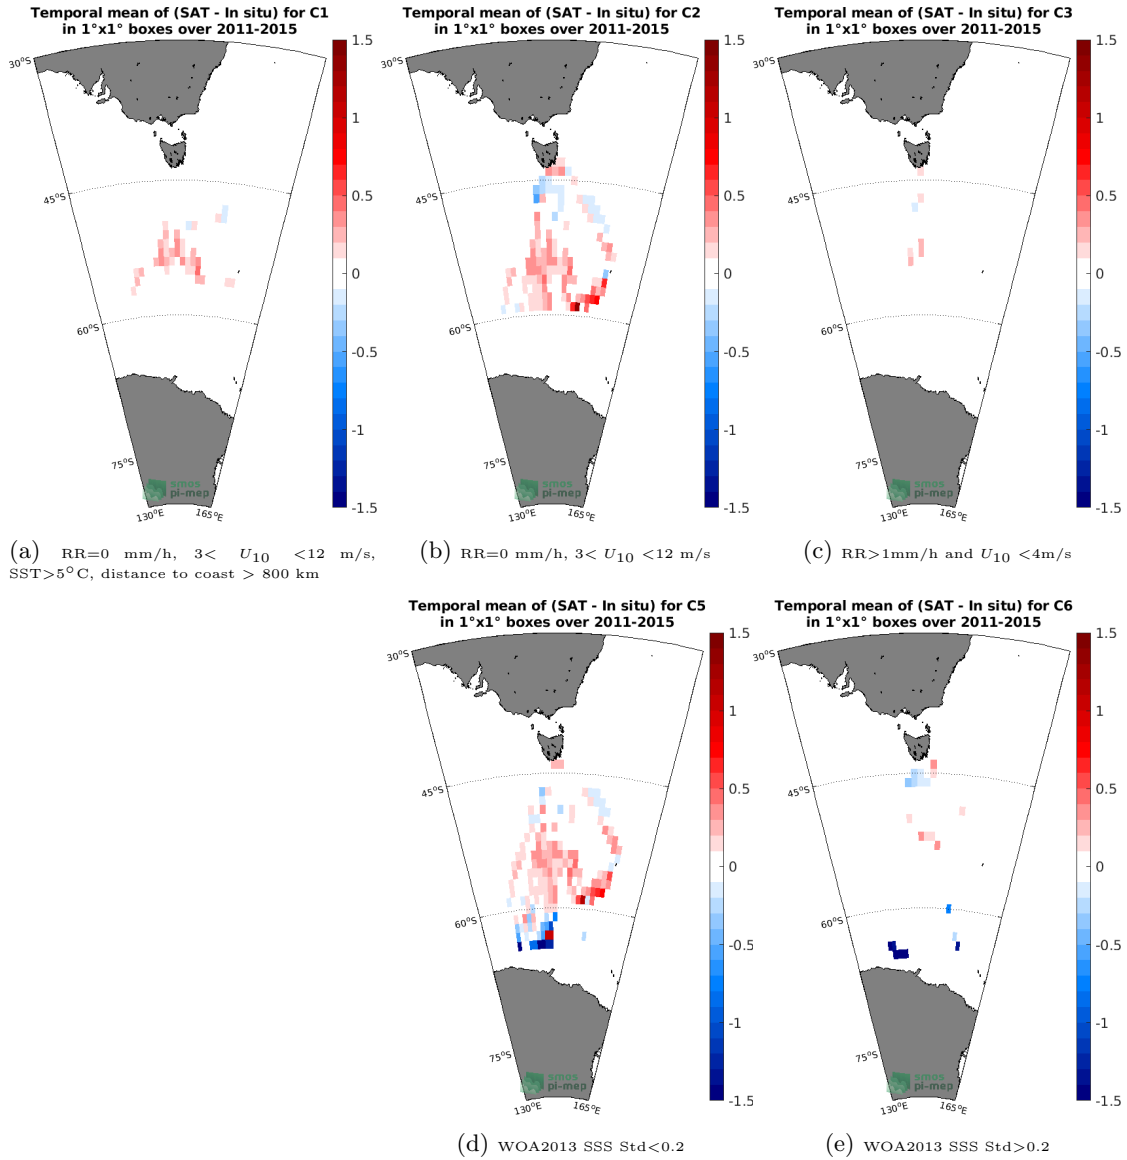 Temporal mean of (SAT - In situ) for C1
in 1°x1° boxes over 2011-2015
30°S
45°S
60°S
75°S
130°E
165°E
1.5
1
0.5
0
-0.5
-1
-1.5
smos
pi-mep
(a) RR=0 mm/h, 3< U10 <12 m/s,
SST>5°C, distance to coast > 800 km
Temporal mean of (SAT - In situ) for C2
in 1°x1° boxes over 2011-2015
30°S
45°S
60°S
75°S
130°E
165°E
1.5
1
0.5
0
-0.5
-1
-1.5
smos
pi-mep
(b) RR=0 mm/h, 3< U10 <12 m/s
Temporal mean of (SAT - In situ) for C3
in 1°x1° boxes over 2011-2015
30°S
45°S
60°S
75°S
130°E
165°E
1.5
1
0.5
0
-0.5
-1
-1.5
smos
pi-mep
(c) RR>1mm/h and U10 <4m/s
Temporal mean of (SAT - In situ) for C5
in 1°x1° boxes over 2011-2015
30°S
45°S
60°S
75°S
130°E
165°E
1.5
1
0.5
0
-0.5
-1
-1.5
smos
pi-mep
(d) WOA2013 SSS Std<0.2
Temporal mean of (SAT - In situ) for C6
in 1°x1° boxes over 2011-2015
30°S
45°S
60°S
75°S
130°E
165°E
1.5
1
0.5
0
-0.5
-1
-1.5
smos
pi-mep
(e) WOA2013 SSS Std>0.2